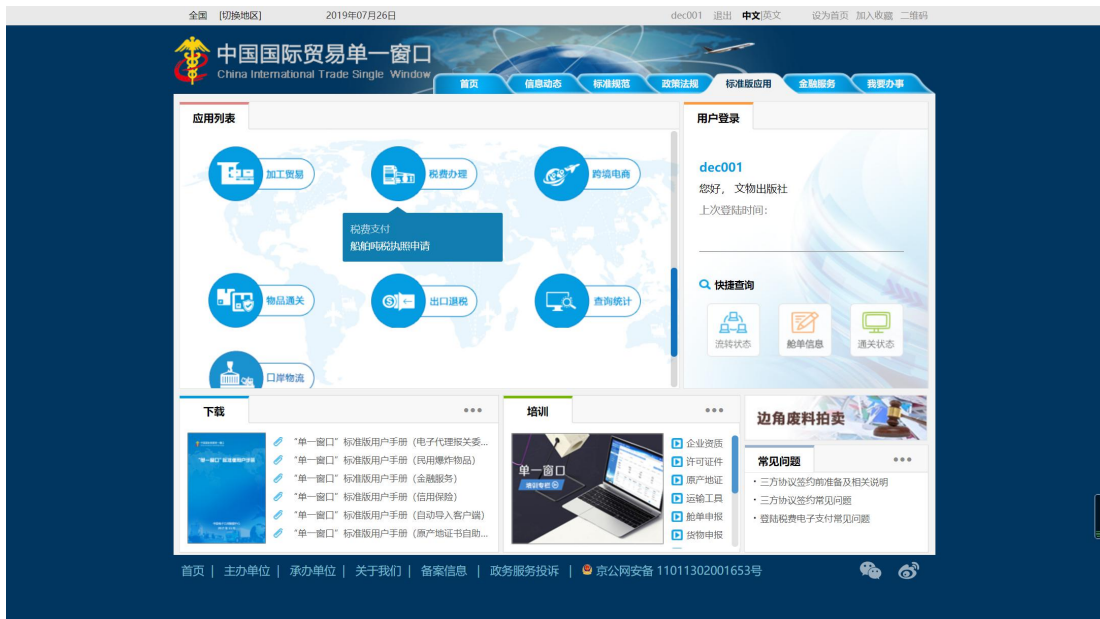 全国 [切换地区] 2019年07月26日 dec001 退出 中文|英文 设为首页 加入收藏 二维码
中国国际贸易单一窗口
China International Trade Single Window
首页 信息动态 标准规范 政策法规 标准版应用 金融服务 我要办事
应用列表
加工贸易 税费办理 跨境电商
税费支付
船舶吨税执照申请
物品通关 出口退税 查询统计
口岸物流
用户登录
dec001
您好, 文物出版社
上次登陆时间:
快捷查询
流转状态 舱单信息 通关状态
下载 •••
“单一窗口”标准版用户手册（电子代理报关委...
“单一窗口”标准版用户手册（民用爆炸物品）
“单一窗口”标准版用户手册（金融服务）
“单一窗口”标准版用户手册（信用保险）
“单一窗口”标准版用户手册（自动导入客户端）
“单一窗口”标准版用户手册（原产地证书自助...
培训 •••
单一窗口
培训专栏
企业资质
许可证件
原产地证
运输工具
舱单申报
货物申报
边角废料拍卖
常见问题 •••
·三方协议签约前准备及相关说明
·三方协议签约常见问题
·登陆税费电子支付常见问题
首页 | 主办单位 | 承办单位 | 关于我们 | 备案信息 | 政务服务投诉 | 京公网安备 11011302001653号